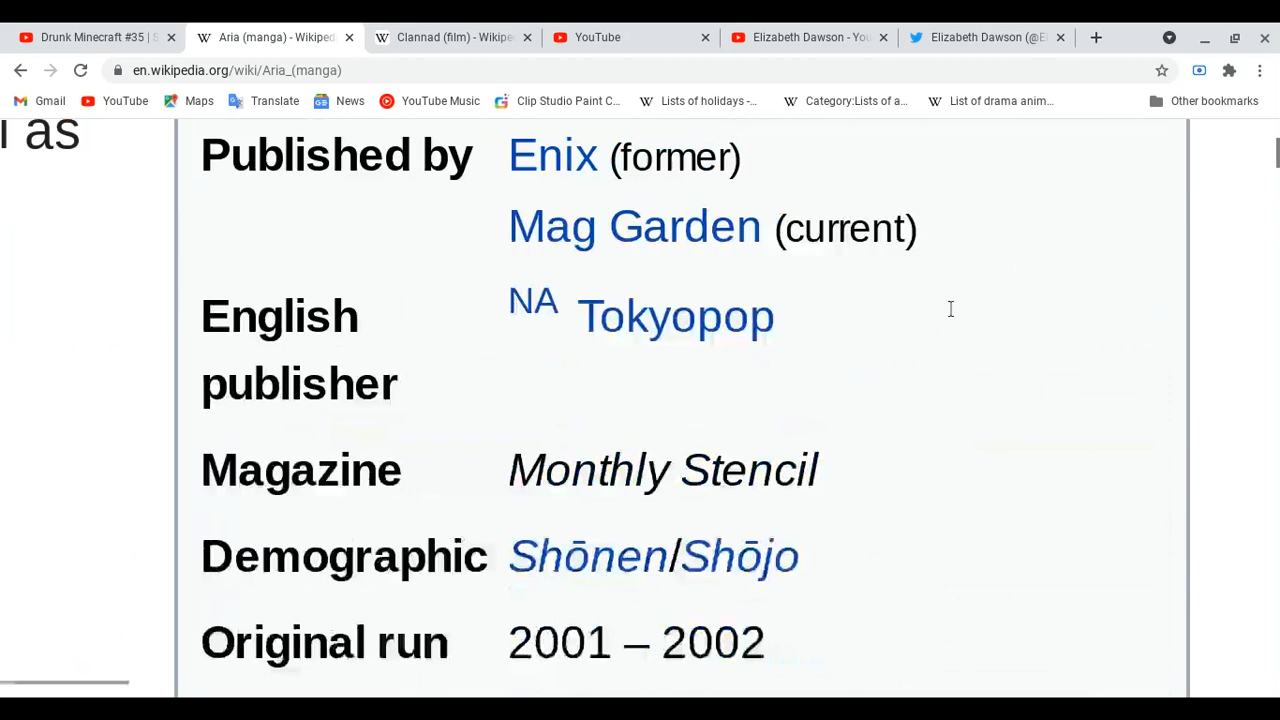 Drunk Minecraft #35 | S
Aria (manga) - Wikiped
Clannad (film) - Wikipe
YouTube
Elizabeth Dawson - You
Elizabeth Dawson (@El
en.wikipedia.org/wiki/Aria_(manga)
Gmail
YouTube
Maps
Translate
News
YouTube Music
Clip Studio Paint C...
Lists of holidays -...
Category:Lists of a...
List of drama anim...
Other bookmarks
as
Published by Enix (former)
Mag Garden (current)
English NA Tokyopop
publisher
Magazine Monthly Stencil
Demographic Shōnen/Shōjo
Original run 2001 – 2002